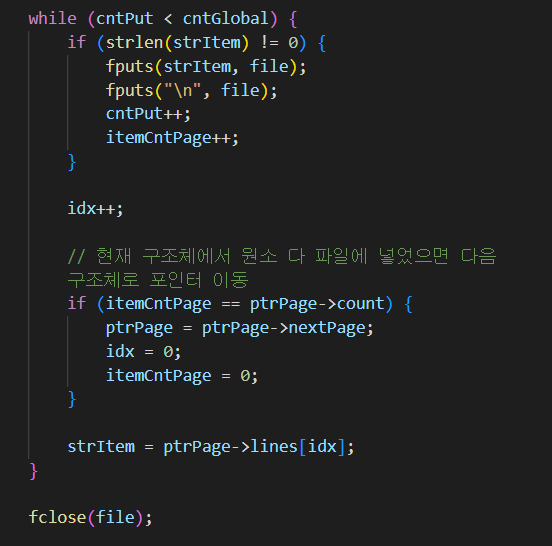 while (cntPut < cntGlobal) {
if (strlen(strItem) != 0) {
fputs(strItem, file);
fputs("\n", file);
cntPut++;
itemCntPage++;
}
idx++;
// 현재 구조체에서 원소 다 파일에 넣었으면 다음
구조체로 포인터 이동
if (itemCntPage == ptrPage->count) {
ptrPage = ptrPage->nextPage;
idx = 0;
itemCntPage = 0;
}
strItem = ptrPage->lines[idx];
}
fclose(file);